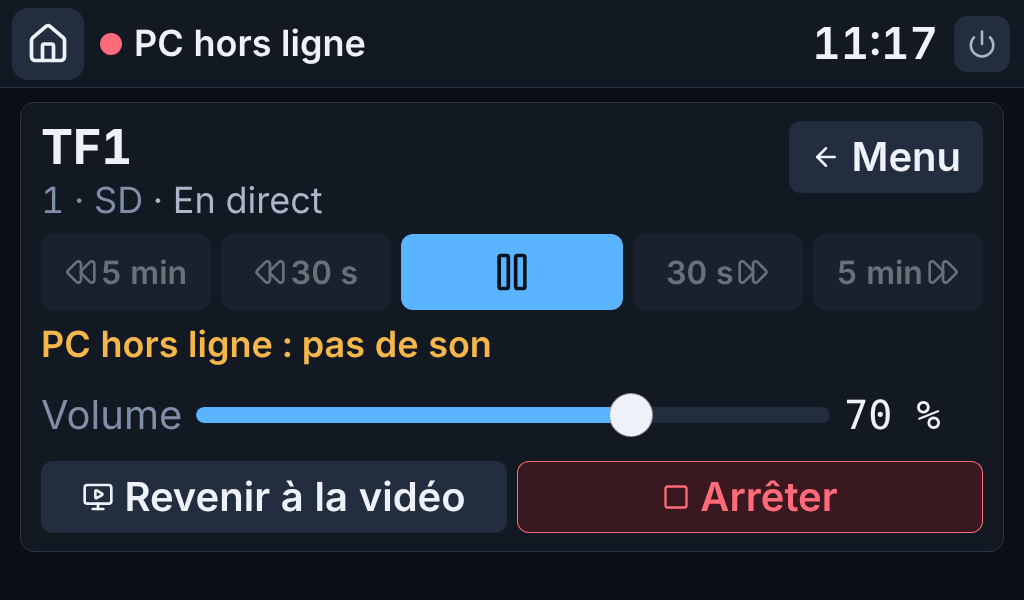 PC hors ligne
11:17
TF1
Menu
1 · SD · En direct
5 min
30 s
30 s
5 min
PC hors ligne : pas de son
Volume
70 %
Revenir à la vidéo
Arrêter